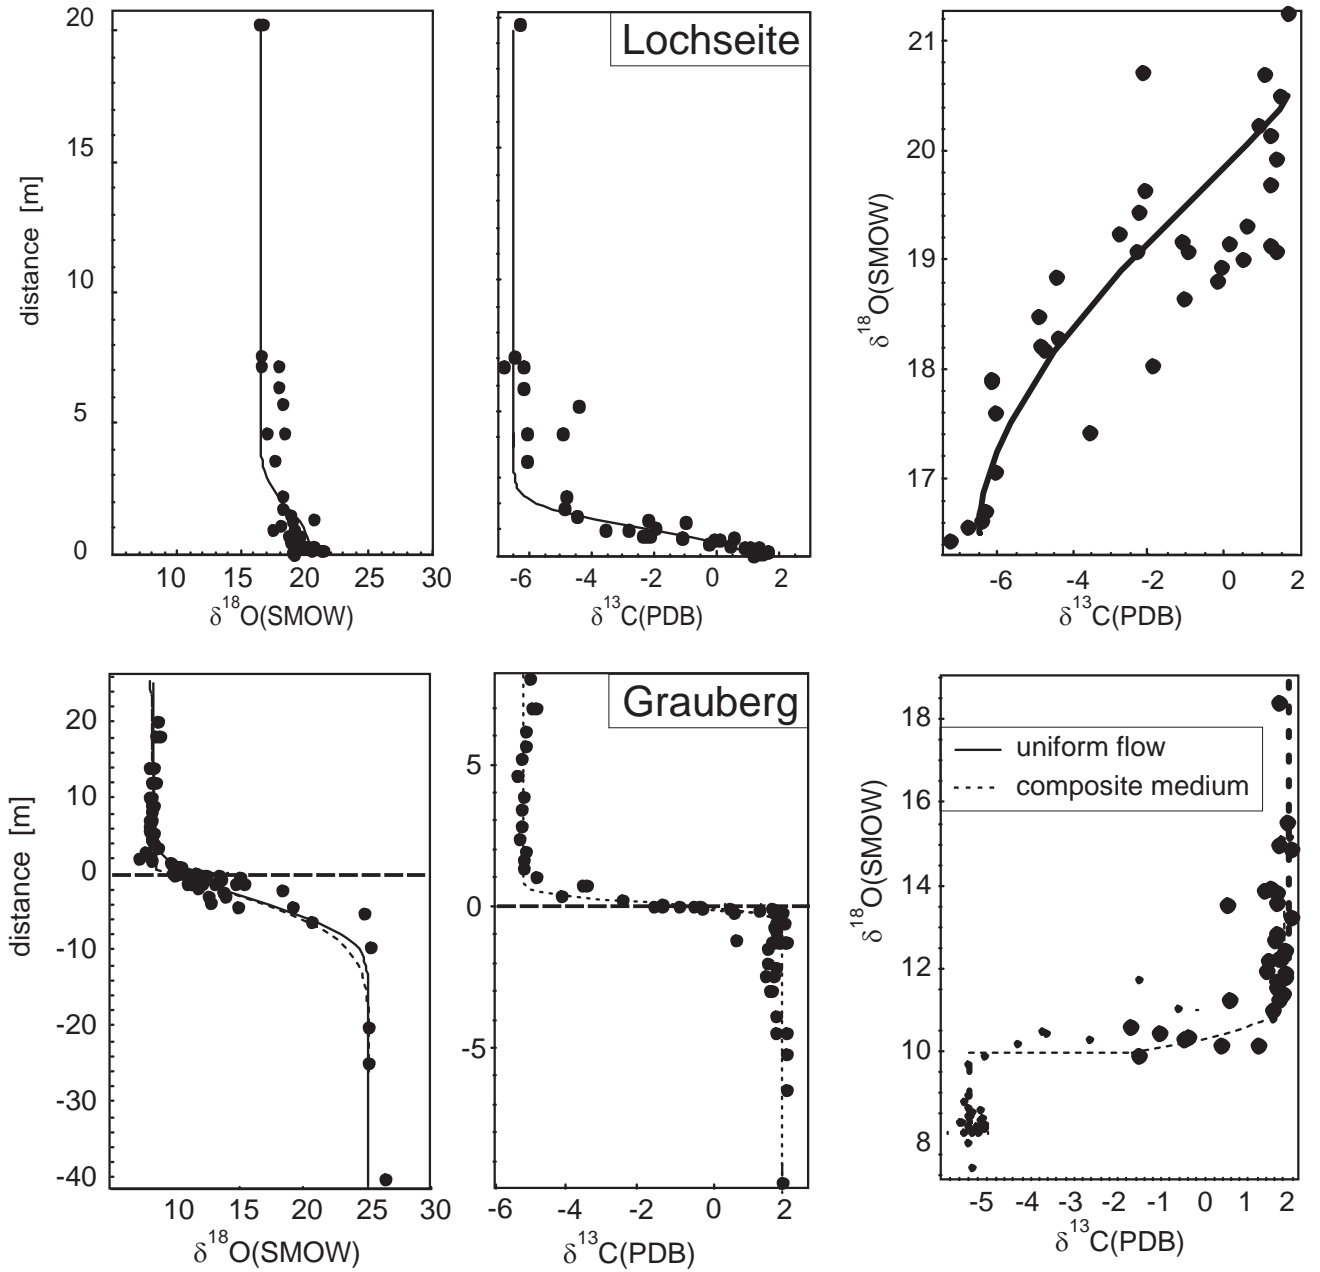 Lochseite
20
15
10
5
0
distance [m]
10 15 20 25 30
δ18O(SMOW)
-6 -4 -2 0 2
δ13C(PDB)
21
20
19
18
17
δ18O(SMOW)
-6 -4 -2 0 2
δ13C(PDB)
Grauberg
20
10
0
-10
-20
-30
-40
distance [m]
10 15 20 25 30
δ18O(SMOW)
5
0
-5
-6 -4 -2 0 2
δ13C(PDB)
uniform flow
composite medium
18
16
14
12
10
8
δ18O(SMOW)
-5 -4 -3 -2 -1 0 1 2
δ13C(PDB)